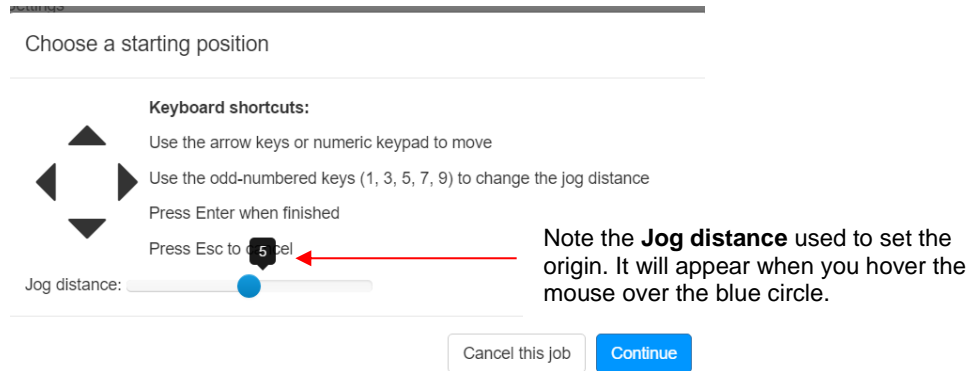 settings
Choose a starting position
Keyboard shortcuts:
Use the arrow keys or numeric keypad to move
Use the odd-numbered keys (1, 3, 5, 7, 9) to change the jog distance
Press Enter when finished
Press Esc to cancel
5
Jog distance:
Note the Jog distance used to set the
origin. It will appear when you hover the
mouse over the blue circle.
Cancel this job
Continue